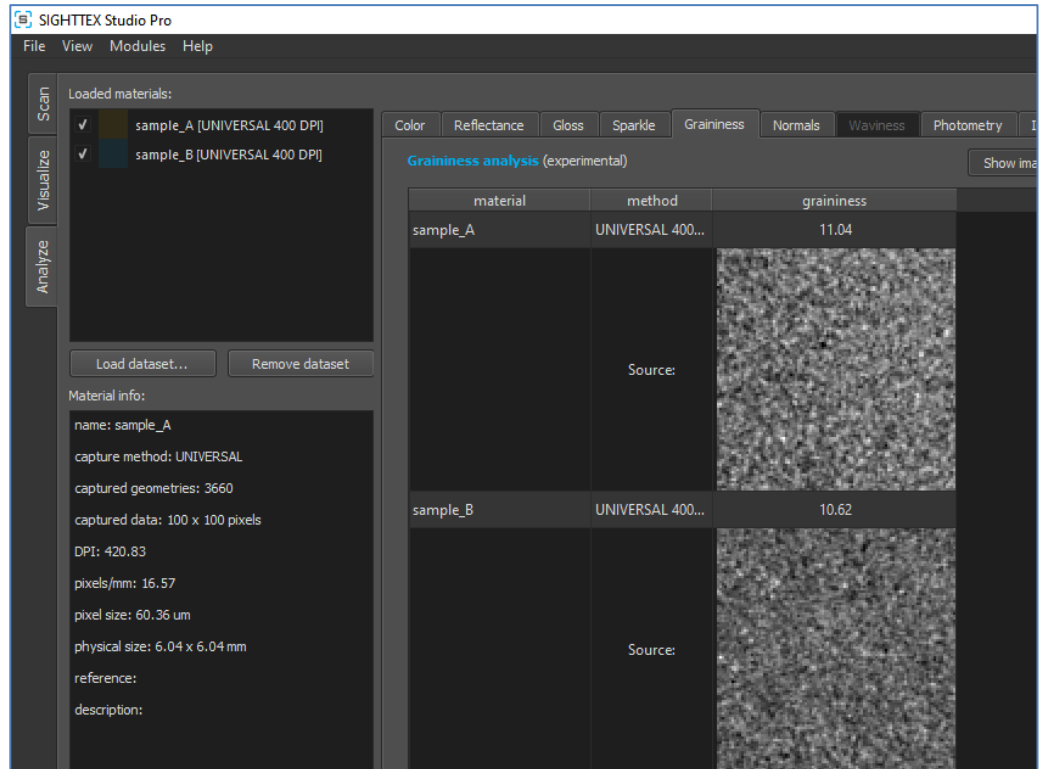 SIGHTTEX Studio Pro
File View Modules Help
Scan
Visualize
Analyze
Loaded materials:
sample_A [UNIVERSAL 400 DPI]
sample_B [UNIVERSAL 400 DPI]
Load dataset... Remove dataset
Material info:
name: sample_A
capture method: UNIVERSAL
captured geometries: 3660
captured data: 100 x 100 pixels
DPI: 420.83
pixels/mm: 16.57
pixel size: 60.36 um
physical size: 6.04 x 6.04 mm
reference:
description:
Color Reflectance Gloss Sparkle Graininess Normals Waviness Photometry
Graininess analysis (experimental) Show ima
material method graininess
sample_A UNIVERSAL 400... 11.04
Source:
sample_B UNIVERSAL 400... 10.62
Source: